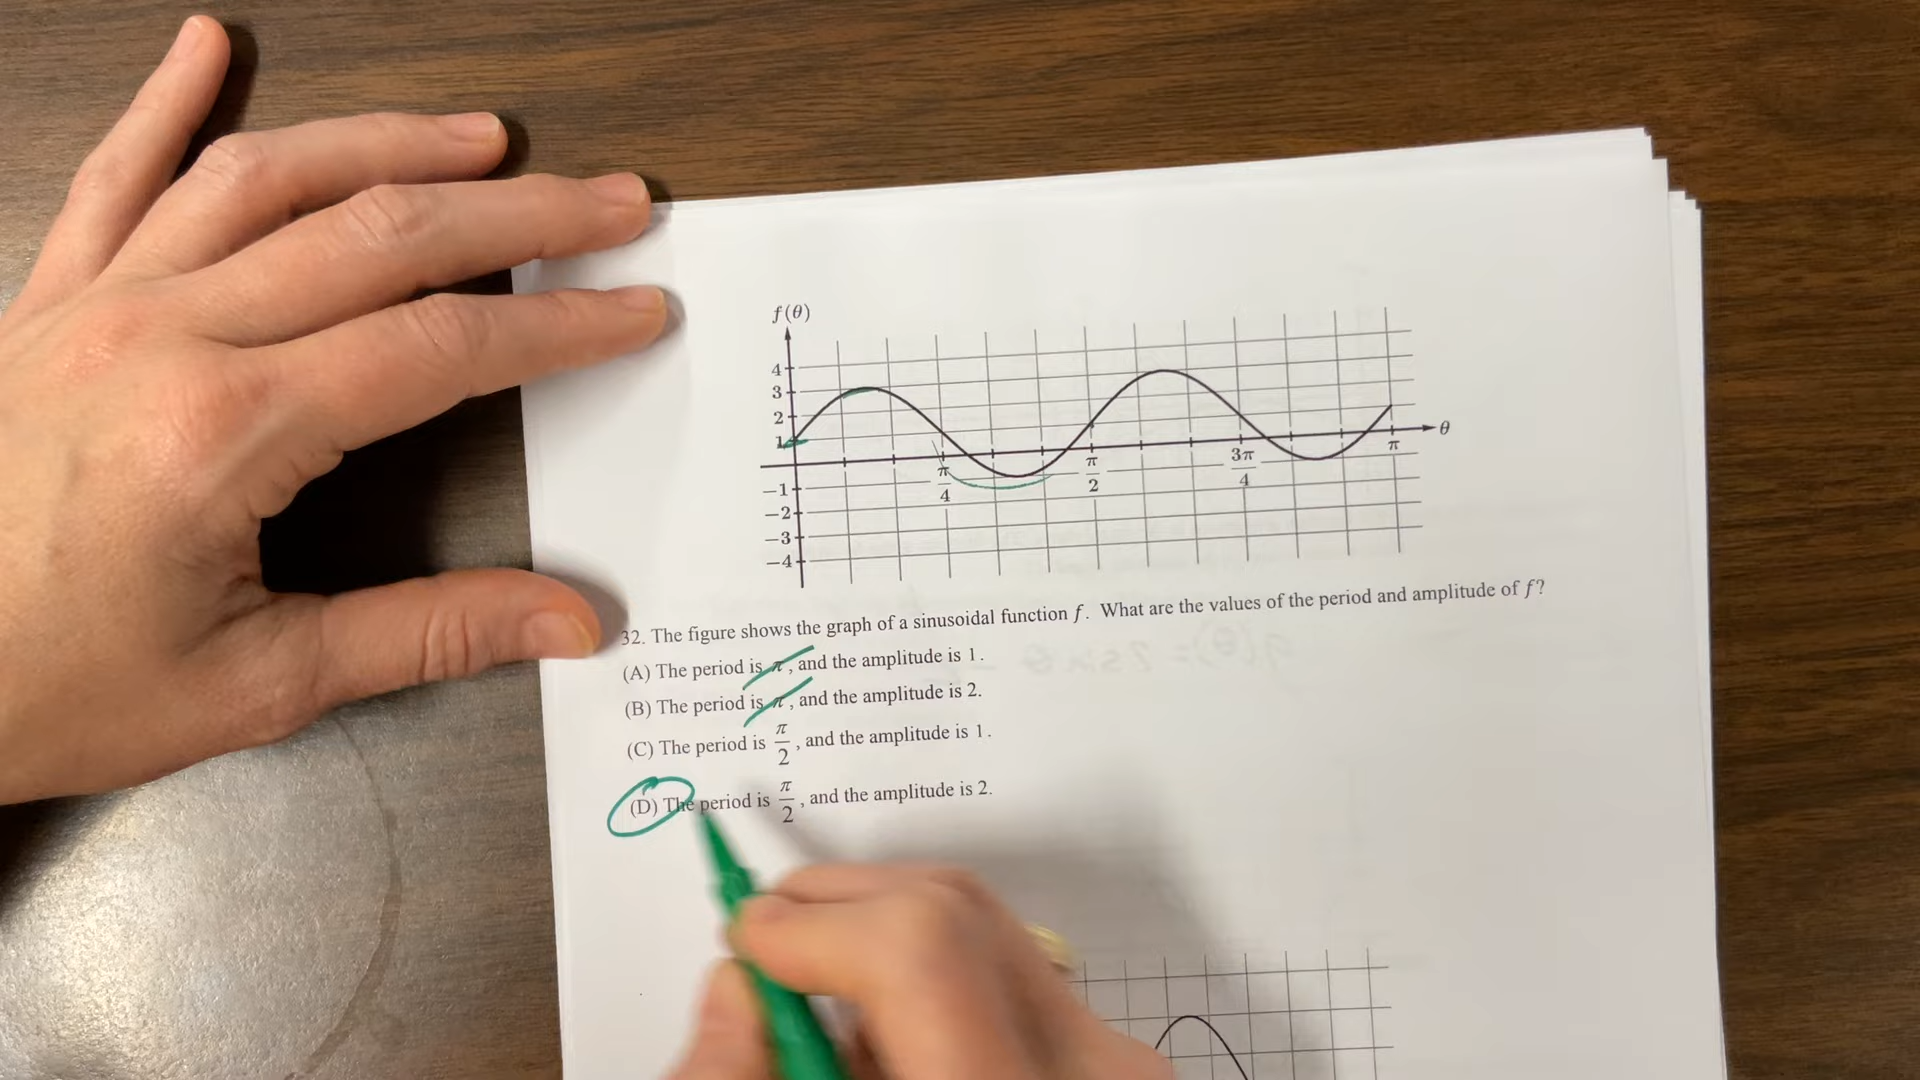 f(θ)
4
3
2
1
θ
π/4
π/2
3π/4
π
−1
−2
−3
−4
32. The figure shows the graph of a sinusoidal function f. What are the values of the period and amplitude of f?
(A) The period is π, and the amplitude is 1.
(B) The period is π, and the amplitude is 2.
(C) The period is π/2, and the amplitude is 1.
(D) The period is π/2, and the amplitude is 2.